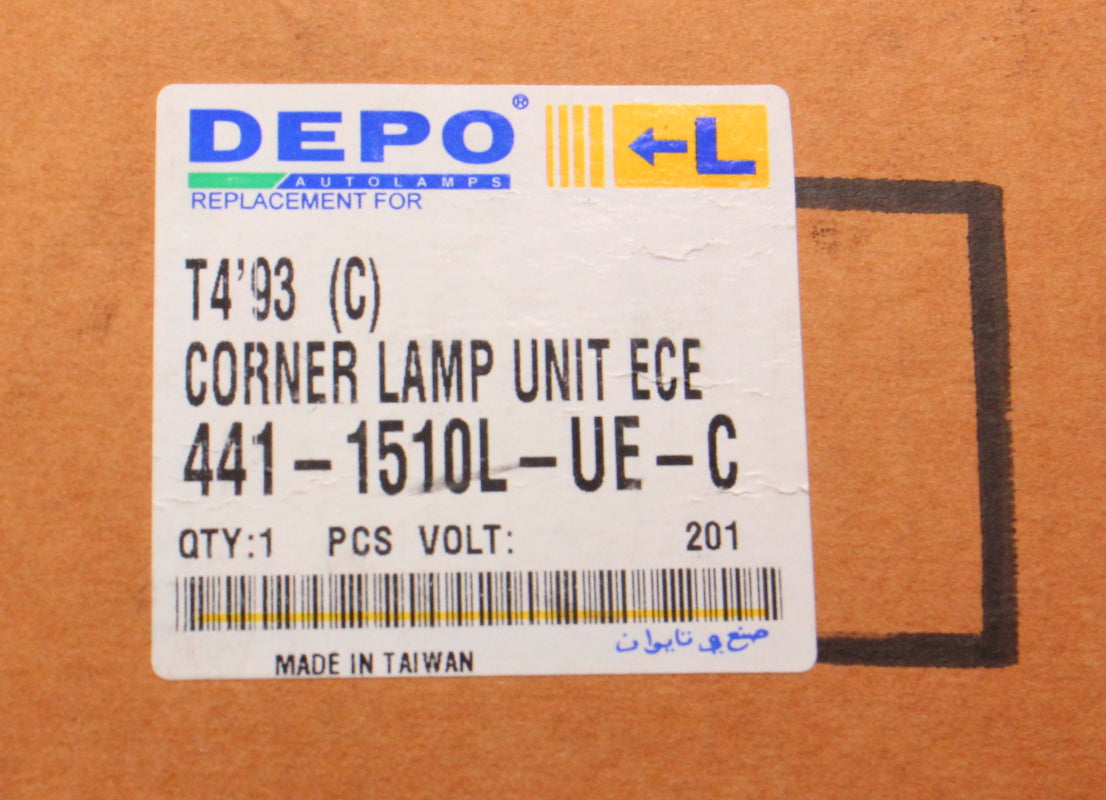 DEPO®
←L
AUTOLAMPS
REPLACEMENT FOR
T4'93 (C)
CORNER LAMP UNIT ECE
441-1510L-UE-C
QTY:1 PCS VOLT: 201
صنع في تايوان
MADE IN TAIWAN